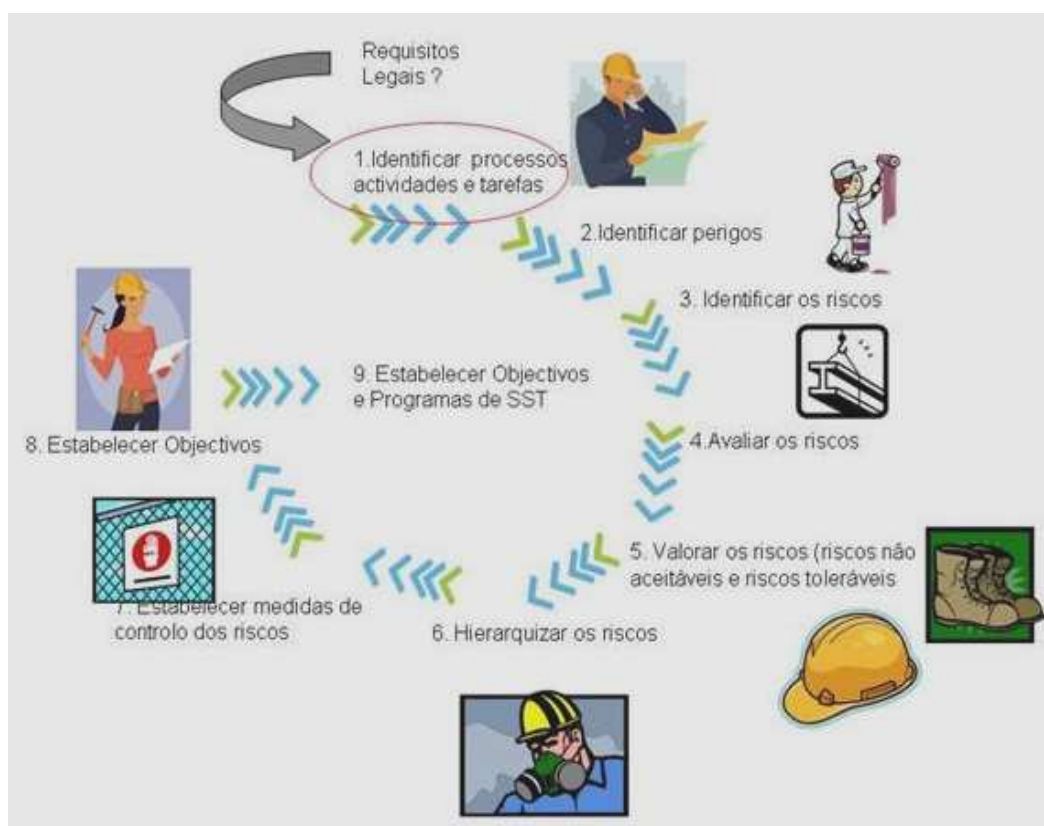 Requisitos
Legais ?
1.Identificar processos
actividades e tarefas
2.Identificar perigos
3. Identificar os riscos
4.Avaliar os riscos
5. Valorar os riscos (riscos não
aceitáveis e riscos toleráveis
6. Hierarquizar os riscos
7. Estabelecer medidas de
controlo dos riscos
8. Estabelecer Objectivos
9. Estabelecer Objectivos
e Programas de SST